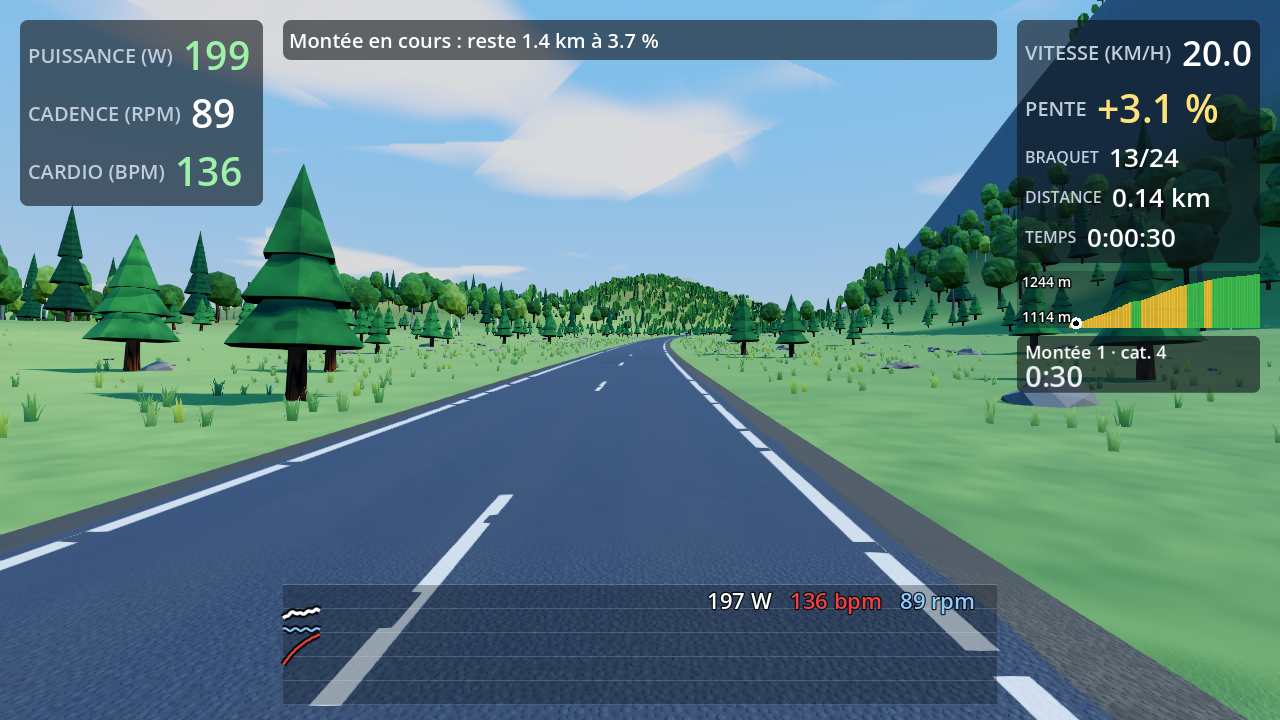 PUISSANCE (W) 199
CADENCE (RPM) 89
CARDIO (BPM) 136
Montée en cours : reste 1.4 km à 3.7 %
VITESSE (KM/H) 20.0
PENTE +3.1 %
BRAQUET 13/24
DISTANCE 0.14 km
TEMPS 0:00:30
1244 m
1114 m
Montée 1 · cat. 4
0:30
197 W 136 bpm 89 rpm